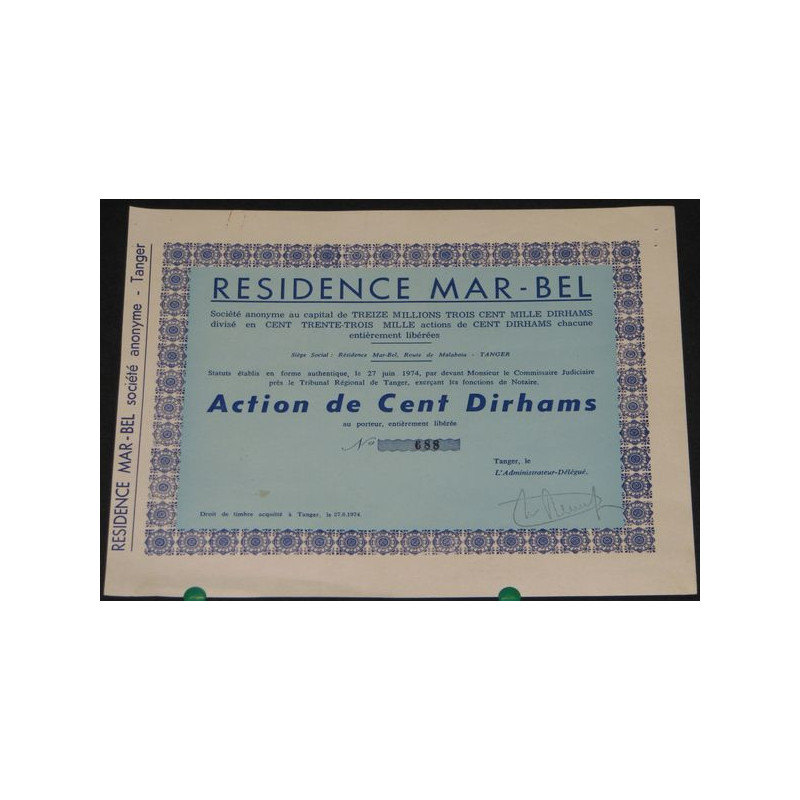 RESIDENCE MAR-BEL société anonyme - Tanger
RESIDENCE MAR-BEL
Société anonyme au capital de TREIZE MILLIONS TROIS CENT MILLE DIRHAMS
divisé en CENT TRENTE-TROIS MILLE actions de CENT DIRHAMS chacune
entièrement libérées
Siège Social : Résidence Mar-Bel, Route de Malabata - TANGER
Statuts établis en forme authentique, le 27 juin 1974, par devant Monsieur le Commissaire Judiciaire
près le Tribunal Régional de Tanger, exerçant les fonctions de Notaire.
Action de Cent Dirhams
au porteur, entièrement libérée
No 688
Tanger, le
L'Administrateur-Délégué.
Droit de timbre acquitté à Tanger, le 27.8.1974.